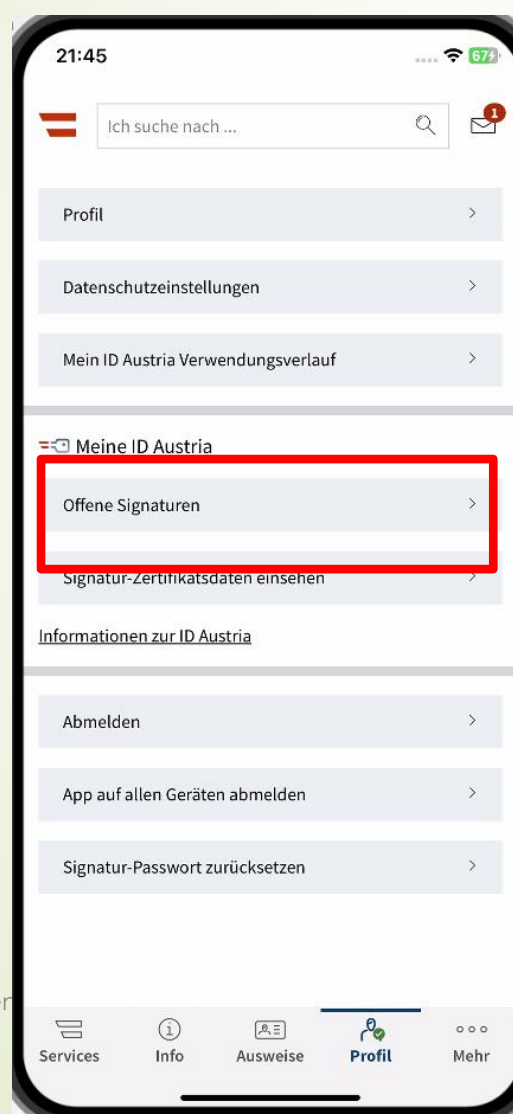 21:45
67
Ich suche nach ...
1
Profil
Datenschutzeinstellungen
Mein ID Austria Verwendungsverlauf
Meine ID Austria
Offene Signaturen
Signatur-Zertifikatsdaten einsehen
Informationen zur ID Austria
Abmelden
App auf allen Geräten abmelden
Signatur-Passwort zurücksetzen
Services Info Ausweise Profil Mehr